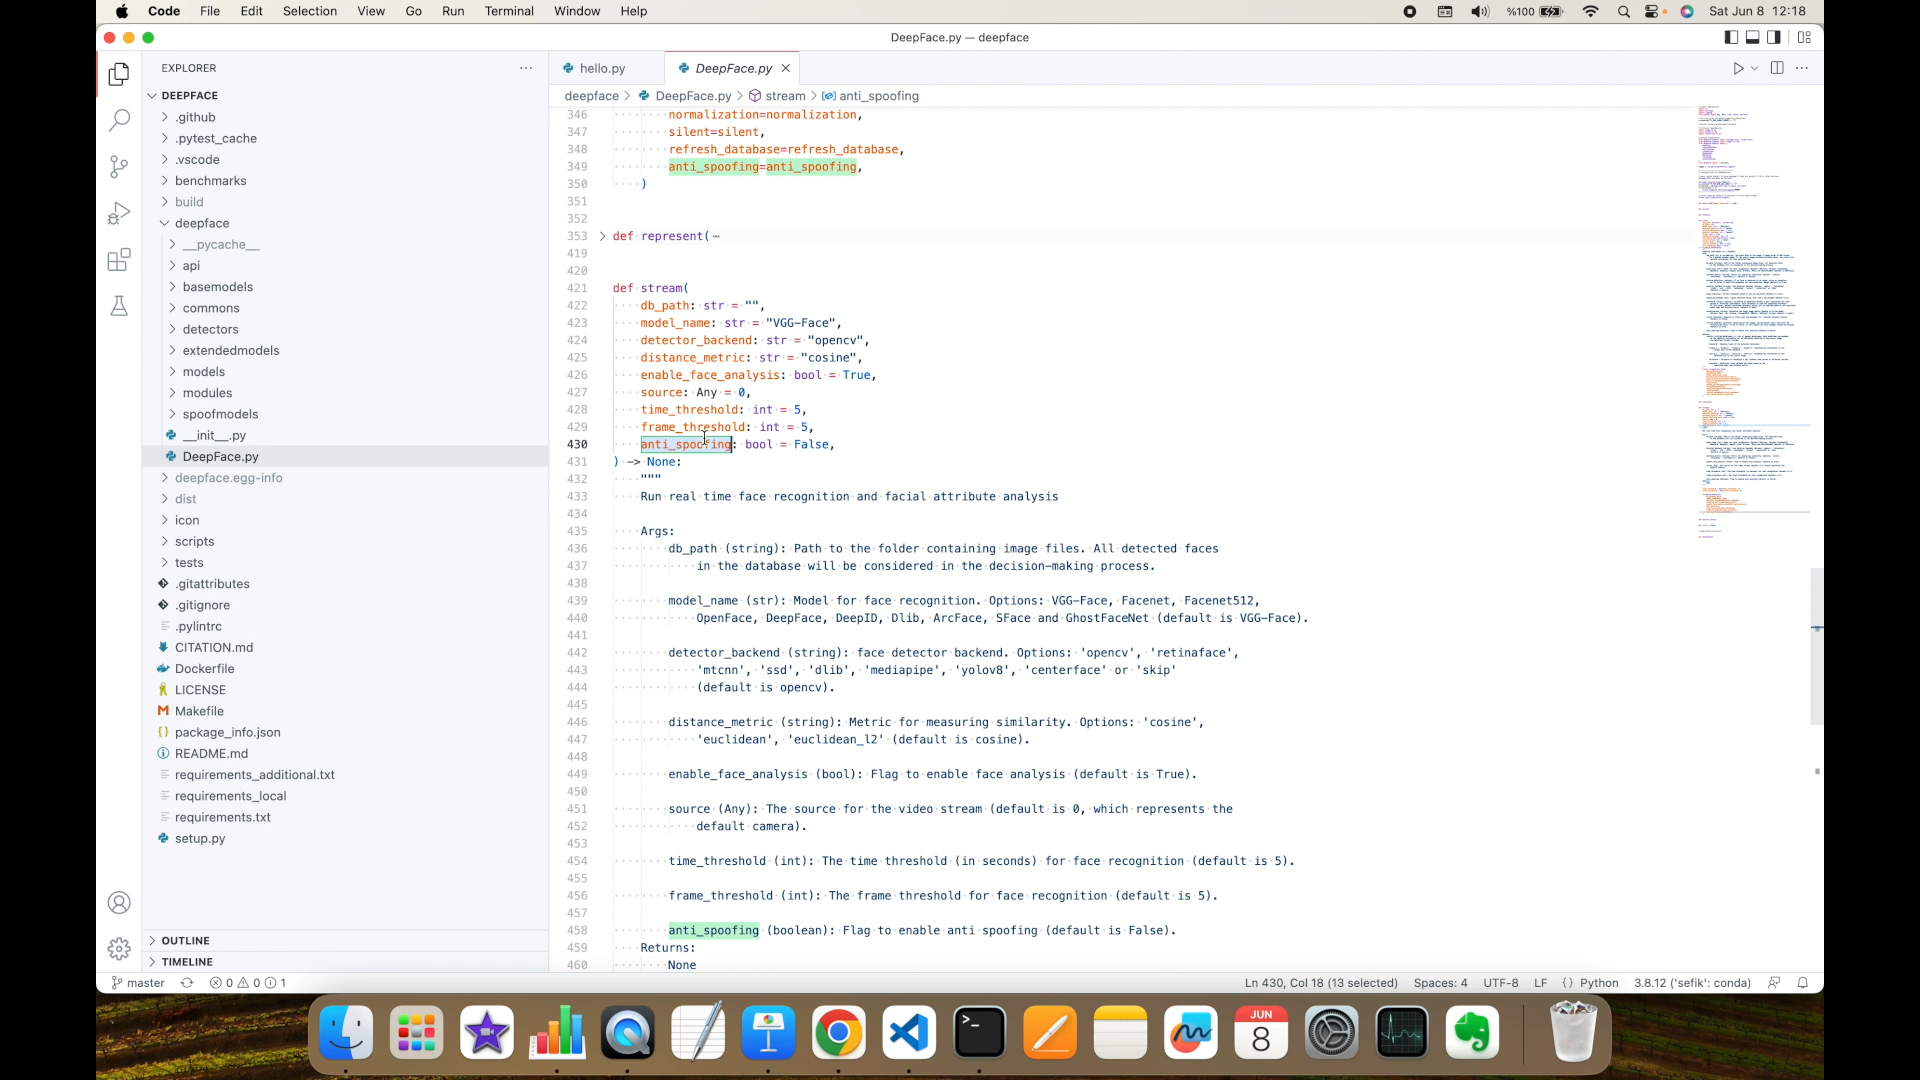 Code File Edit Selection View Go Run Terminal Window Help %100 Sat Jun 8 12:18
DeepFace.py — deepface
EXPLORER
DEEPFACE
.github
.pytest_cache
.vscode
benchmarks
build
deepface
__pycache__
api
basemodels
commons
detectors
extendedmodels
models
modules
spoofmodels
__init__.py
DeepFace.py
deepface.egg-info
dist
icon
scripts
tests
.gitattributes
.gitignore
.pylintrc
CITATION.md
Dockerfile
LICENSE
Makefile
package_info.json
README.md
requirements_additional.txt
requirements_local
requirements.txt
setup.py
OUTLINE
TIMELINE
hello.py DeepFace.py
deepface > DeepFace.py > stream > anti_spoofing
346 normalization=normalization,
347 silent=silent,
348 refresh_database=refresh_database,
349 anti_spoofing=anti_spoofing,
350 )
351
352
353 def represent(
419
420
421 def stream(
422 db_path: str = "",
423 model_name: str = "VGG-Face",
424 detector_backend: str = "opencv",
425 distance_metric: str = "cosine",
426 enable_face_analysis: bool = True,
427 source: Any = 0,
428 time_threshold: int = 5,
429 frame_threshold: int = 5,
430 anti_spoofing: bool = False,
431 ) -> None:
432 """
433 Run real time face recognition and facial attribute analysis
434
435 Args:
436 db_path (string): Path to the folder containing image files. All detected faces
437 in the database will be considered in the decision-making process.
438
439 model_name (str): Model for face recognition. Options: VGG-Face, Facenet, Facenet512,
440 OpenFace, DeepFace, DeepID, Dlib, ArcFace, SFace and GhostFaceNet (default is VGG-Face).
441
442 detector_backend (string): face detector backend. Options: 'opencv', 'retinaface',
443 'mtcnn', 'ssd', 'dlib', 'mediapipe', 'yolov8', 'centerface' or 'skip'
444 (default is opencv).
445
446 distance_metric (string): Metric for measuring similarity. Options: 'cosine',
447 'euclidean', 'euclidean_l2' (default is cosine).
448
449 enable_face_analysis (bool): Flag to enable face analysis (default is True).
450
451 source (Any): The source for the video stream (default is 0, which represents the
452 default camera).
453
454 time_threshold (int): The time threshold (in seconds) for face recognition (default is 5).
455
456 frame_threshold (int): The frame threshold for face recognition (default is 5).
457
458 anti_spoofing (boolean): Flag to enable anti spoofing (default is False).
459 Returns:
460 None
master 0 0 1 Ln 430, Col 18 (13 selected) Spaces: 4 UTF-8 LF Python 3.8.12 ('sefik': conda)
JUN
8